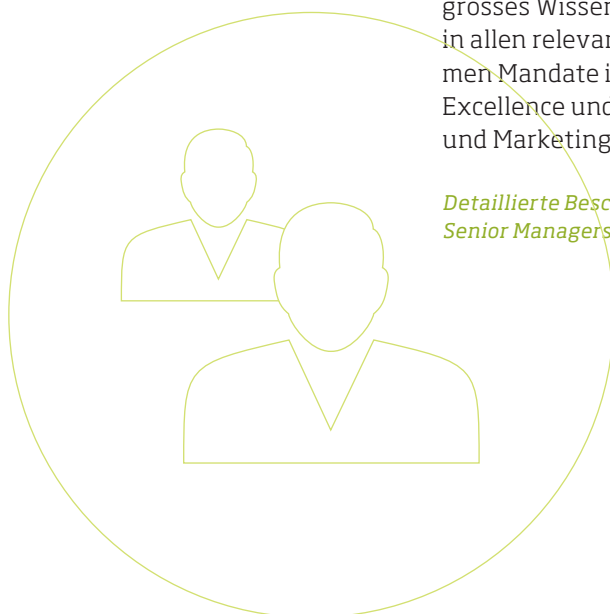 grosses Wissen
in allen relevan
men Mandate i
Excellence und
und Marketing
Detaillierte Besc
Senior Managers